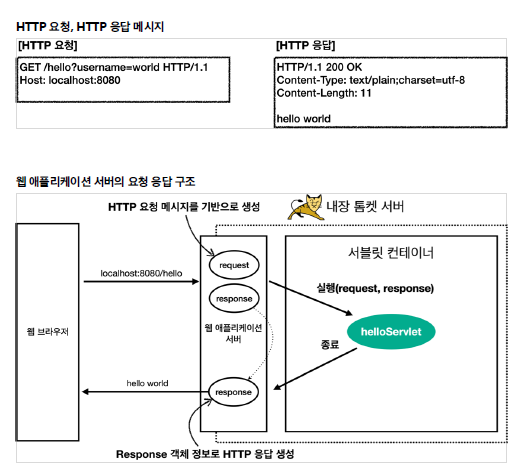 HTTP 요청, HTTP 응답 메시지
[HTTP 요청]
GET /hello?username=world HTTP/1.1
Host: localhost:8080
[HTTP 응답]
HTTP/1.1 200 OK
Content-Type: text/plain;charset=utf-8
Content-Length: 11
hello world
웹 애플리케이션 서버의 요청 응답 구조
HTTP 요청 메시지를 기반으로 생성
내장 톰켓 서버
서블릿 컨테이너
request
localhost:8080/hello
실행(request, response)
response
웹 브라우저
웹 애플리케이션
서버
helloServlet
종료
hello world
response
Response 객체 정보로 HTTP 응답 생성